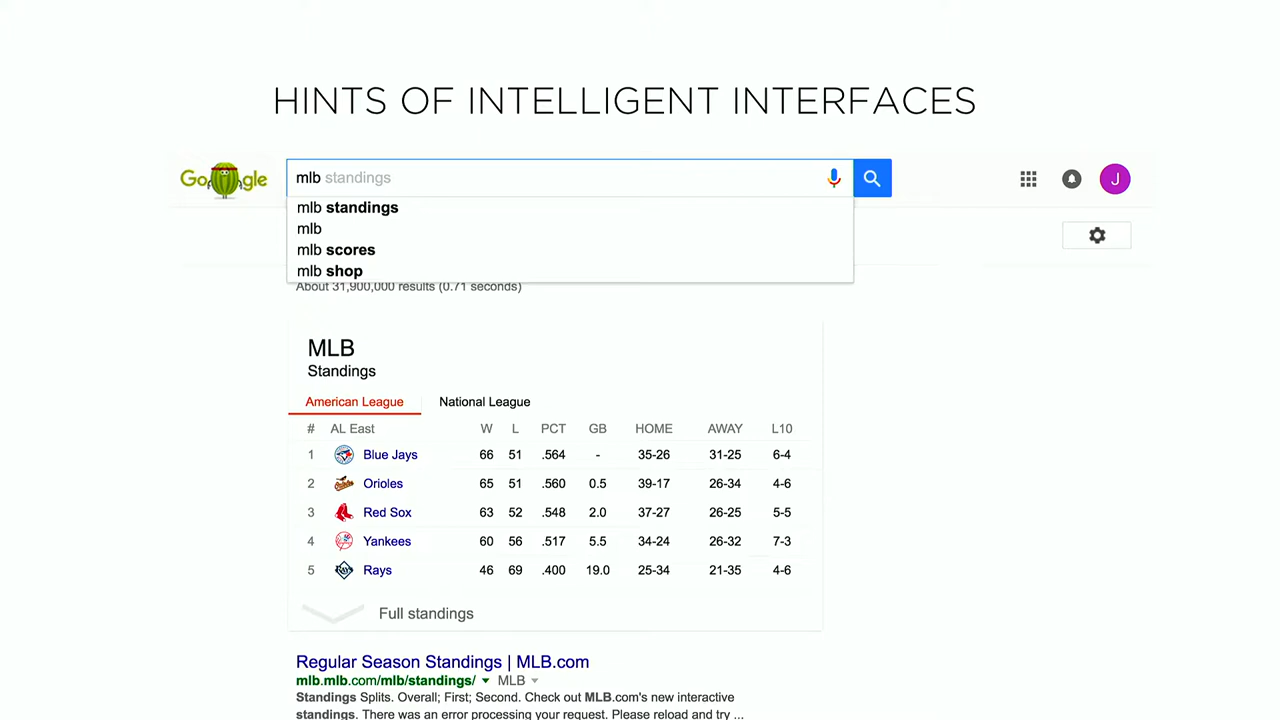 HINTS OF INTELLIGENT INTERFACES
Google
mlb standings
J
mlb standings
mlb
mlb scores
mlb shop
About 31,900,000 results (0.71 seconds)
MLB
Standings
American League National League
# AL East W L PCT GB HOME AWAY L10
1 Blue Jays 66 51 .564 - 35-26 31-25 6-4
2 Orioles 65 51 .560 0.5 39-17 26-34 4-6
3 Red Sox 63 52 .548 2.0 37-27 26-25 5-5
4 Yankees 60 56 .517 5.5 34-24 26-32 7-3
5 Rays 46 69 .400 19.0 25-34 21-35 4-6
Full standings
Regular Season Standings | MLB.com
mlb.mlb.com/mlb/standings/ MLB
Standings Splits. Overall; First; Second. Check out MLB.com's new interactive
standings. There was an error processing your request. Please reload and try ...